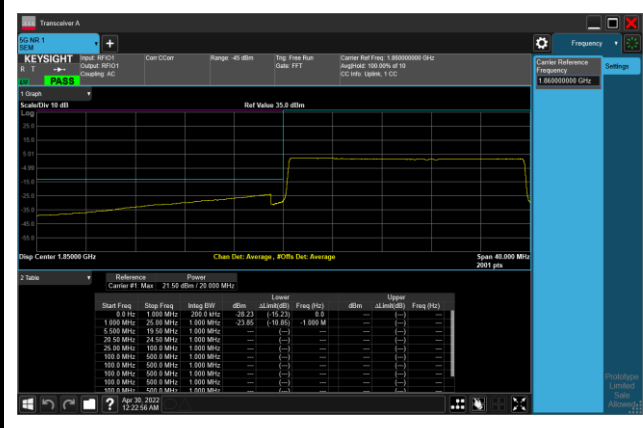 Transceiver A
5G NR 1
SEM
+
Frequency
KEYSIGHT
R T
PASS
Input: RFIO1
Output: RFIO1
Coupling: AC
Corr CCorr
Range: -45 dBm
Trig: Free Run
Gate: FFT
Carrier Ref Freq: 1.860000000 GHz
Avg|Hold: 100.00% of 10
CC Info: Uplink, 1 CC
Carrier Reference
Frequency
1.860000000 GHz
Settings
1 Graph
Scale/Div 10 dB
Ref Value 35.0 dBm
Log
25.0
15.0
5.01
-4.99
-15.0
-25.0
-35.0
-45.0
-55.0
Disp Center 1.85000 GHz
Chan Det: Average, #Offs Det: Average
Span 40.000 MHz
2001 pts
2 Table
Reference Power
Carrier #1 Max 21.50 dBm / 20.000 MHz
Lower Upper
Start Freq Stop Freq Integ BW dBm ΔLimit(dB) Freq (Hz) dBm ΔLimit(dB) Freq (Hz)
0.0 Hz 1.000 MHz 200.0 kHz -28.23 (-15.23) 0.0 --- (---) ---
1.000 MHz 25.00 MHz 1.000 MHz -23.85 (-10.85) -1.000 M --- (---) ---
5.500 MHz 19.50 MHz 1.000 MHz --- (---) --- --- (---) ---
20.50 MHz 24.50 MHz 1.000 MHz --- (---) --- --- (---) ---
25.00 MHz 100.0 MHz 1.000 MHz --- (---) --- --- (---) ---
100.0 MHz 500.0 MHz 1.000 MHz --- (---) --- --- (---) ---
100.0 MHz 500.0 MHz 1.000 MHz --- (---) --- --- (---) ---
100.0 MHz 500.0 MHz 1.000 MHz --- (---) --- --- (---) ---
100.0 MHz 500.0 MHz 1.000 MHz --- (---) --- --- (---) ---
100.0 MHz 500.0 MHz 1.000 MHz --- (---) --- --- (---) ---
?
Apr 30, 2022
12:22:56 AM
Prototype
Limited
Sale
Allowed